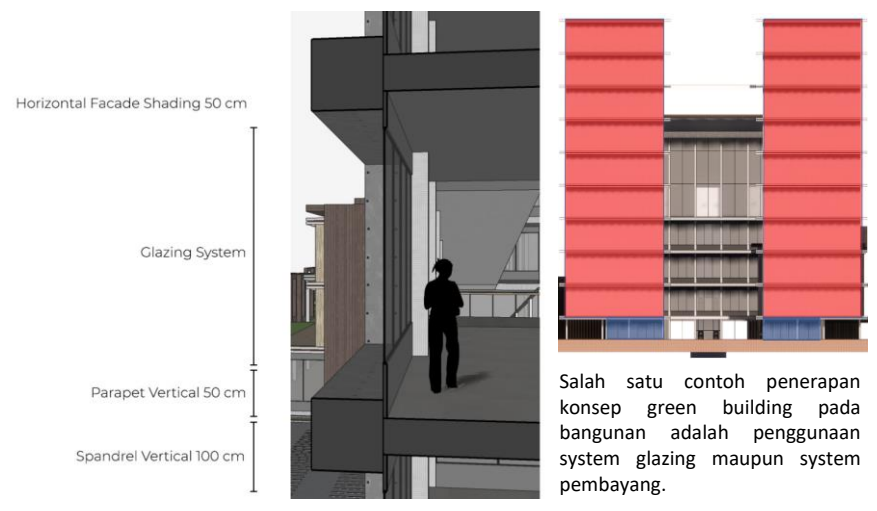 Horizontal Facade Shading 50 cm
Glazing System
Parapet Vertical 50 cm
Spandrel Vertical 100 cm
Salah satu contoh penerapan
konsep green building pada
bangunan adalah penggunaan
system glazing maupun system
pembayang.